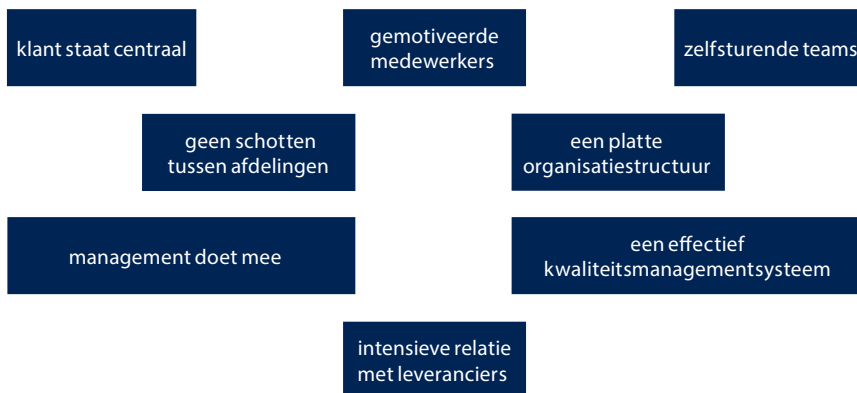 klant staat centraal
gemotiveerde
medewerkers
zelfsturende teams
geen schotten
tussen afdelingen
een platte
organisatiestructuur
management doet mee
een effectief
kwaliteitsmanagementsysteem
intensieve relatie
met leveranciers